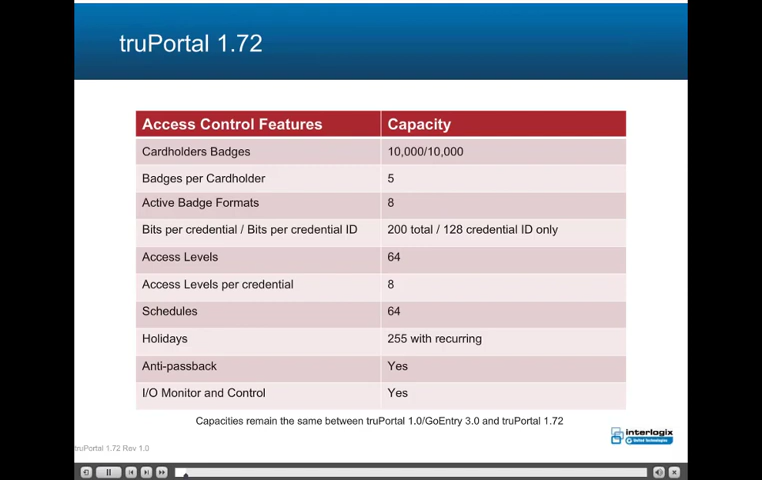 truPortal 1.72
Access Control Features Capacity
Cardholders Badges 10,000/10,000
Badges per Cardholder 5
Active Badge Formats 8
Bits per credential / Bits per credential ID 200 total / 128 credential ID only
Access Levels 64
Access Levels per credential 8
Schedules 64
Holidays 255 with recurring
Anti-passback Yes
I/O Monitor and Control Yes
Capacities remain the same between truPortal 1.0/GoEntry 3.0 and truPortal 1.72
interlogix
United Technologies
truPortal 1.72 Rev 1.0